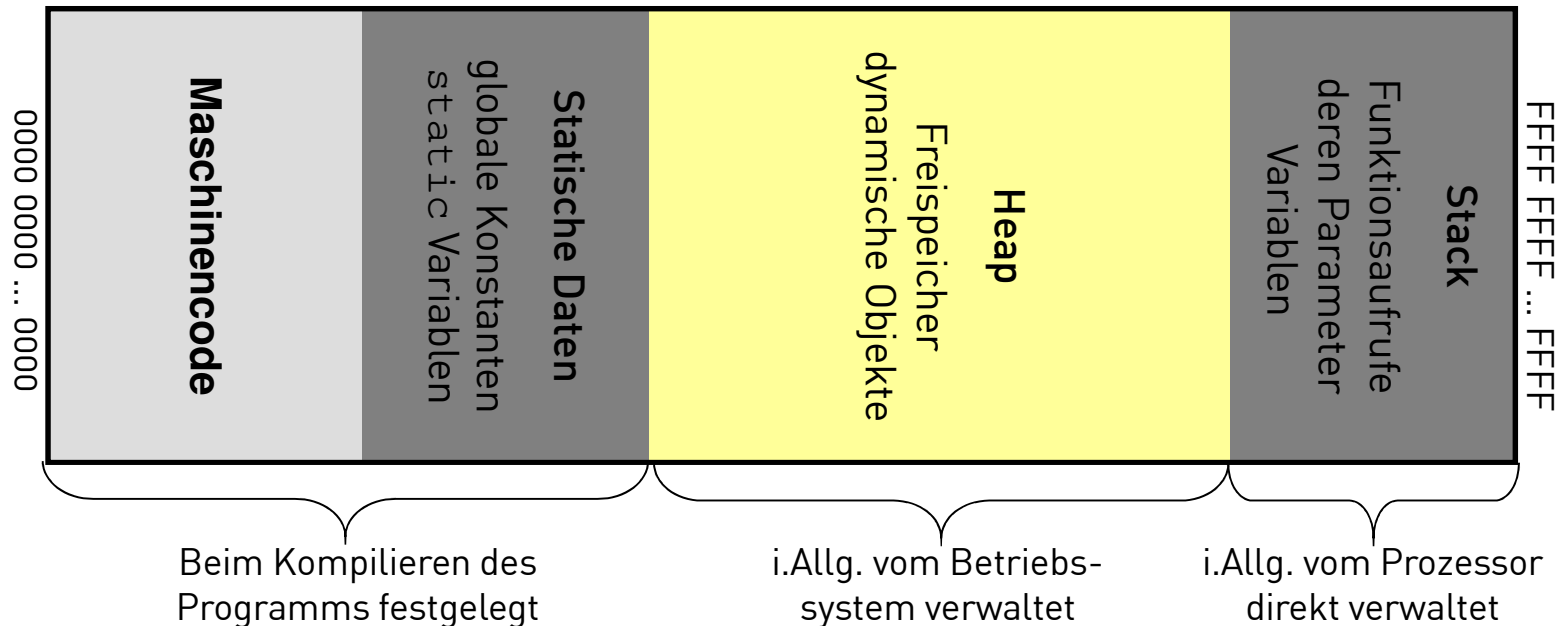 0000 0000 ... 0000
Maschinencode
Statische Daten
globale Konstanten
static Variablen
Heap
Freispeicher
dynamische Objekte
Stack
Funktionsaufrufe
deren Parameter
Variablen
FFFF FFFF ... FFFF
Beim Kompilieren des
Programms festgelegt
i.Allg. vom Betriebs-
system verwaltet
i.Allg. vom Prozessor
direkt verwaltet